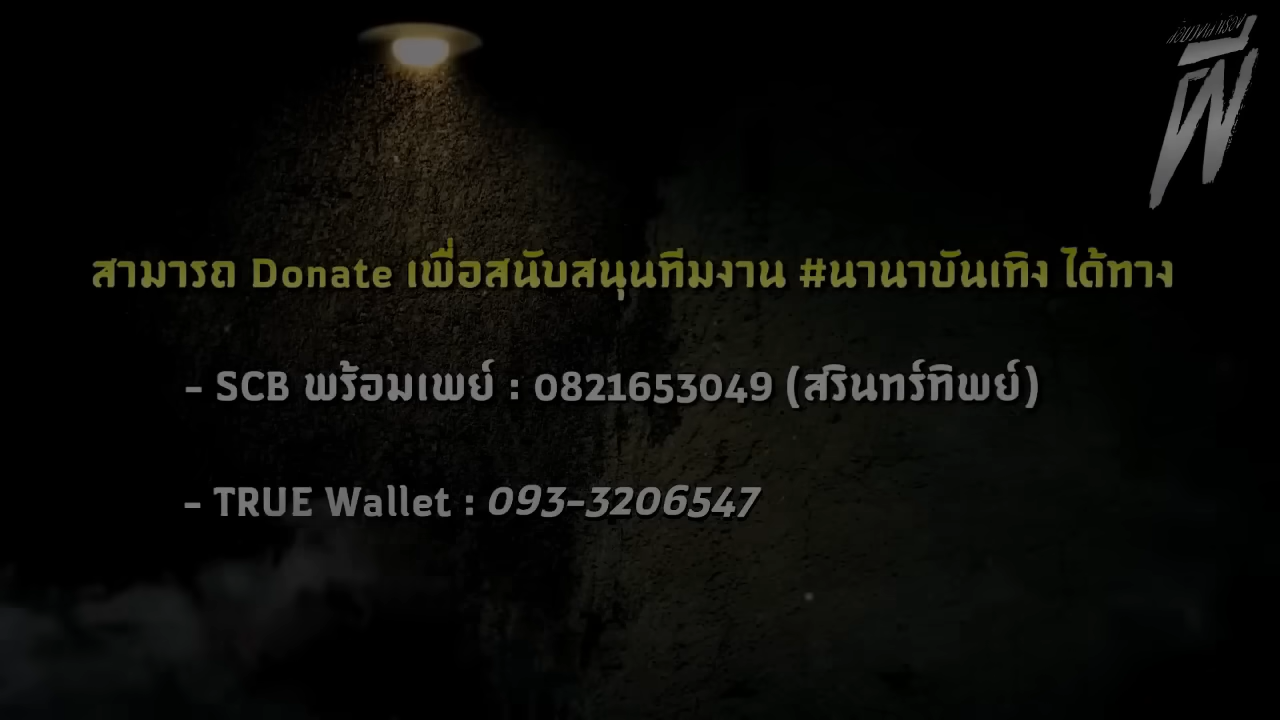 ผี
สามารถ Donate เพื่อสนับสนุนทีมงาน #นานาบันเทิง ได้ทาง
- SCB พร้อมเพย์ : 0821653049 (สรินทร์ทิพย์)
- TRUE Wallet : 093-3206547